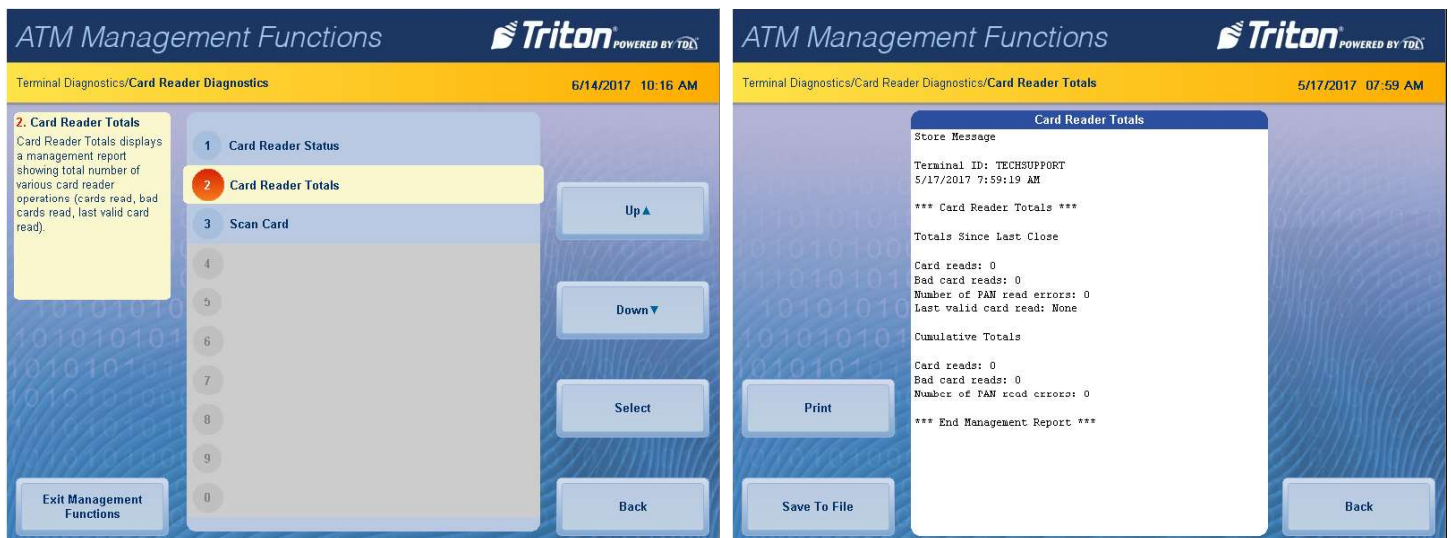 ATM Management Functions
Triton POWERED BY TDL
Terminal Diagnostics/Card Reader Diagnostics
6/14/2017 10:16 AM
2. Card Reader Totals
Card Reader Totals displays
a management report
showing total number of
various card reader
operations (cards read, bad
cards read, last valid card
read).
1 Card Reader Status
2 Card Reader Totals
3 Scan Card
4
5
6
7
8
9
0
Up▲
Down▼
Select
Exit Management
Functions
Back
ATM Management Functions
Triton POWERED BY TDL
Terminal Diagnostics/Card Reader Diagnostics/Card Reader Totals
5/17/2017 07:59 AM
Card Reader Totals
Store Message
Terminal ID: TECHSUPPORT
5/17/2017 7:59:19 AM
*** Card Reader Totals ***
Totals Since Last Close
Card reads: 0
Bad card reads: 0
Number of PAN read errors: 0
Last valid card read: None
Cumulative Totals
Card reads: 0
Bad card reads: 0
Number of PAN read errors: 0
*** End Management Report ***
Print
Save To File
Back